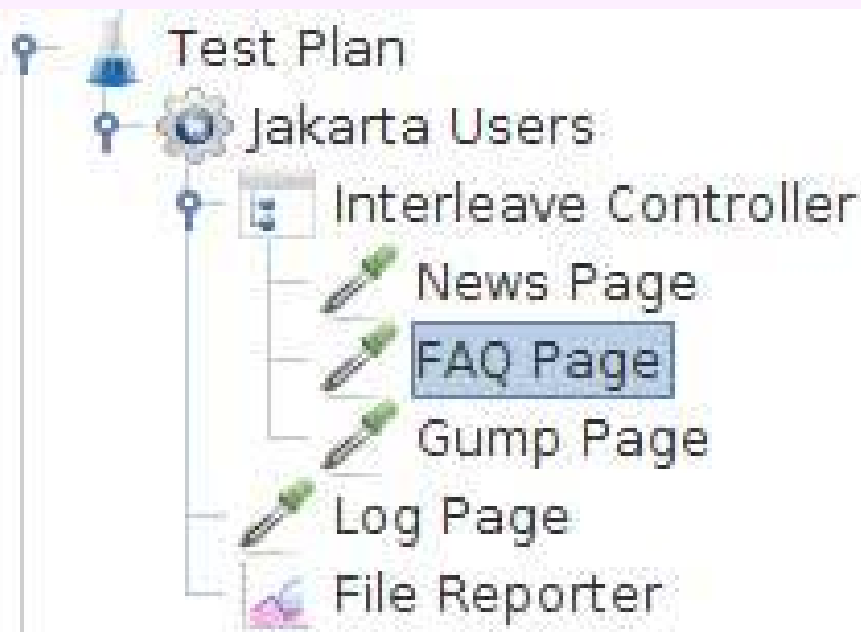 Test Plan
Jakarta Users
Interleave Controller
News Page
FAQ Page
Gump Page
Log Page
File Reporter